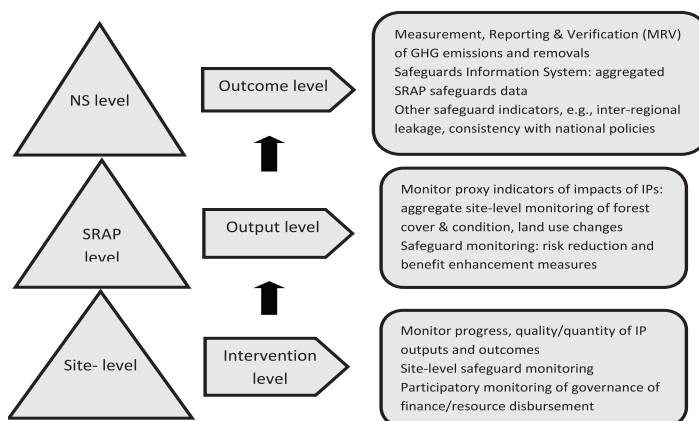 NS level
Outcome level
Measurement, Reporting & Verification (MRV)
of GHG emissions and removals
Safeguards Information System: aggregated
SRAP safeguards data
Other safeguard indicators, e.g., inter-regional
leakage, consistency with national policies
SRAP
level
Output level
Monitor proxy indicators of impacts of IPs:
aggregate site-level monitoring of forest
cover & condition, land use changes
Safeguard monitoring: risk reduction and
benefit enhancement measures
Site- level
Intervention
level
Monitor progress, quality/quantity of IP
outputs and outcomes
Site-level safeguard monitoring
Participatory monitoring of governance of
finance/resource disbursement